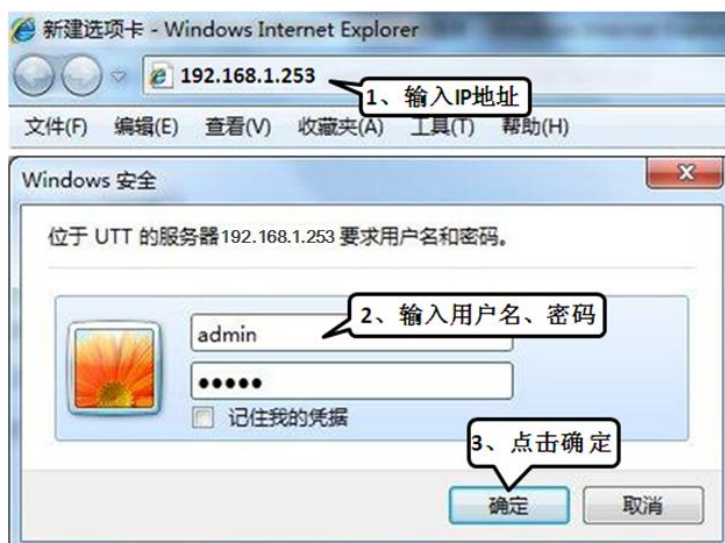 新建选项卡 - Windows Internet Explorer
192.168.1.253
1、输入IP地址
文件(F) 编辑(E) 查看(V) 收藏夹(A) 工具(T) 帮助(H)
Windows 安全
位于 UTT 的服务器192.168.1.253 要求用户名和密码。
2、输入用户名、密码
admin
●●●●●
记住我的凭据
3、点击确定
确定 取消